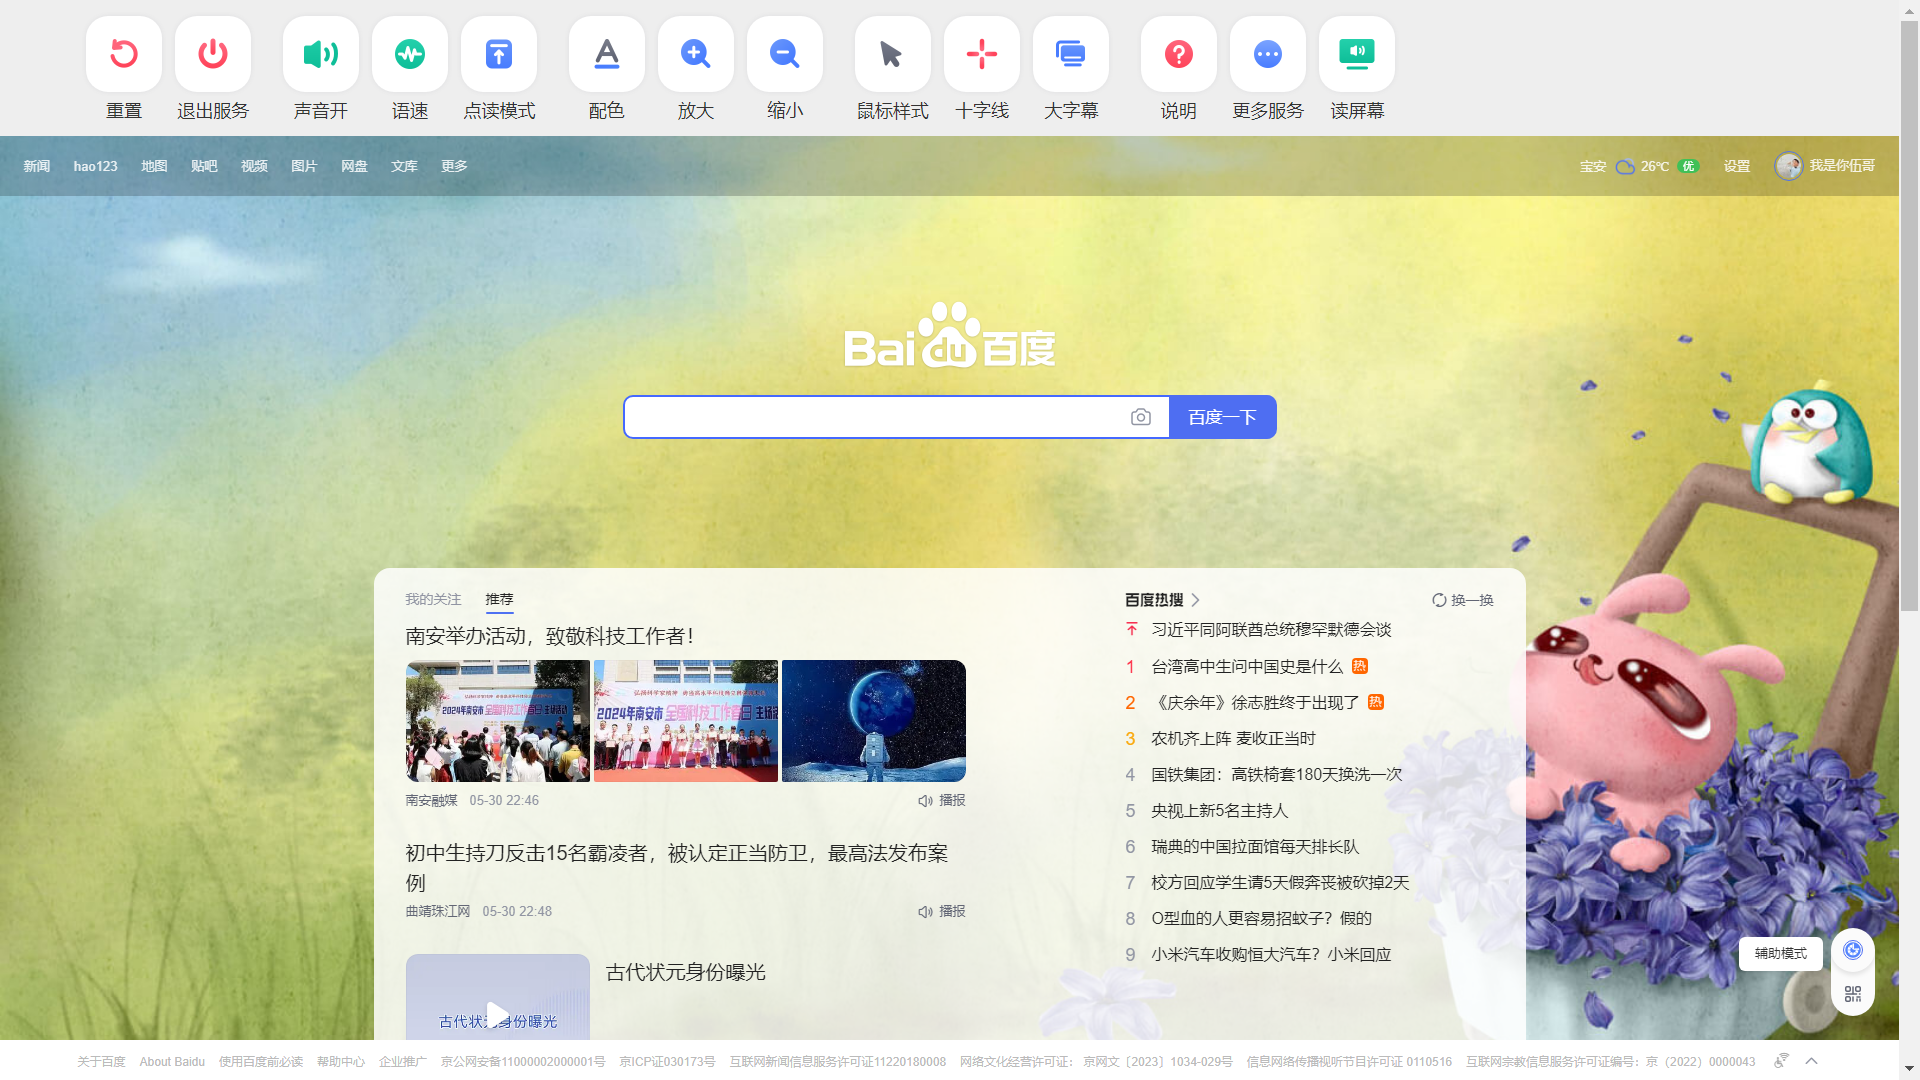 重置 退出服务 声音开 语速 点读模式 配色 放大 缩小 鼠标样式 十字线 大字幕 说明 更多服务 读屏幕
新闻 hao123 地图 贴吧 视频 图片 网盘 文库 更多 宝安 26℃ 优 设置 我是你伍哥
Bai du 百度
百度一下
我的关注 推荐
南安举办活动，致敬科技工作者！
2024年南安市 全国科技工作者日 主场活动
2024年南安市 全国科技工作者日 主场活
南安融媒 05-30 22:46 播报
初中生持刀反击15名霸凌者，被认定正当防卫，最高法发布案
例
曲靖珠江网 05-30 22:48 播报
古代状元身份曝光
古代状元身份曝光
百度热搜 换一换
习近平同阿联酋总统穆罕默德会谈
1 台湾高中生问中国史是什么 热
2 《庆余年》徐志胜终于出现了 热
3 农机齐上阵 麦收正当时
4 国铁集团：高铁椅套180天换洗一次
5 央视上新5名主持人
6 瑞典的中国拉面馆每天排长队
7 校方回应学生请5天假奔丧被砍掉2天
8 O型血的人更容易招蚊子？假的
9 小米汽车收购恒大汽车？小米回应
辅助模式
关于百度 About Baidu 使用百度前必读 帮助中心 企业推广 京公网安备11000002000001号 京ICP证030173号 互联网新闻信息服务许可证11220180008 网络文化经营许可证： 京网文〔2023〕1034-029号 信息网络传播视听节目许可证 0110516 互联网宗教信息服务许可证编号：京（2022）0000043